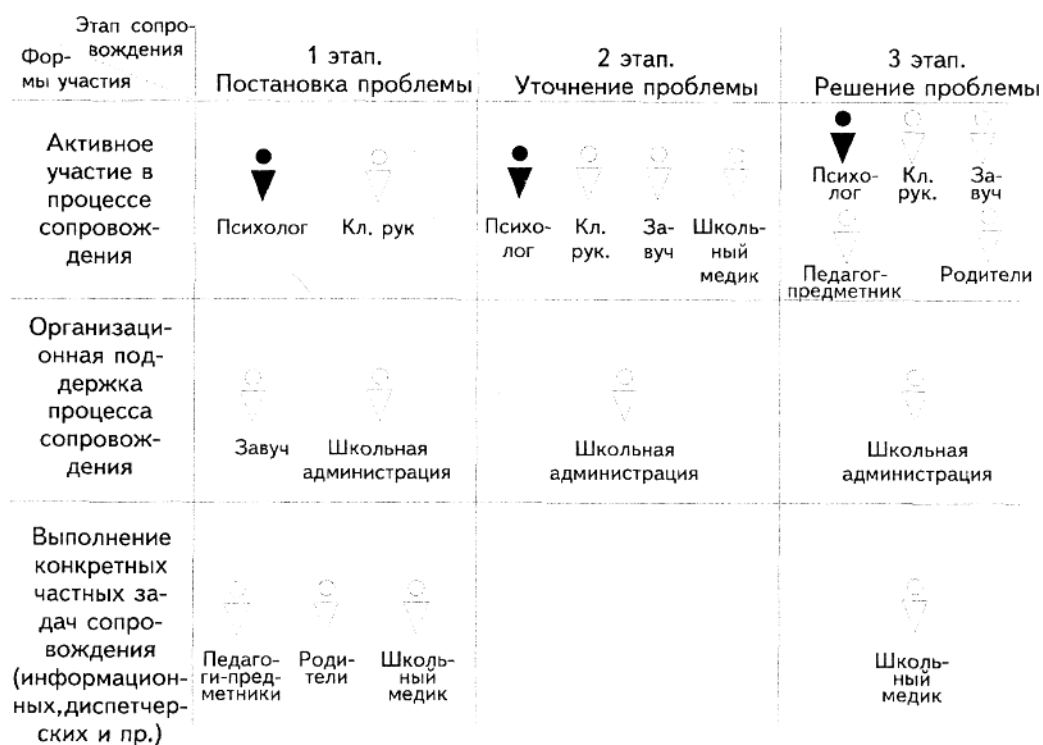 Этап сопро-
вождения
Фор-
мы участия
1 этап.
Постановка проблемы
2 этап.
Уточнение проблемы
3 этап.
Решение проблемы
Активное
участие в
процессе
сопровож-
дения
Психолог
Кл. рук
Психо-
лог
Кл.
рук.
За-
вуч
Школь-
ный
медик
Психо-
лог
Кл.
рук.
За-
вуч
Педагог-
предметник
Родители
Организаци-
онная под-
держка
процесса
сопровож-
дения
Завуч
Школьная
администрация
Школьная
администрация
Школьная
администрация
Выполнение
конкретных
частных за-
дач сопро-
вождения
(информацион-
ных,диспетчер-
ских и пр.)
Педаго-
ги-пред-
метники
Роди-
тели
Школь-
ный
медик
Школь-
ный
медик